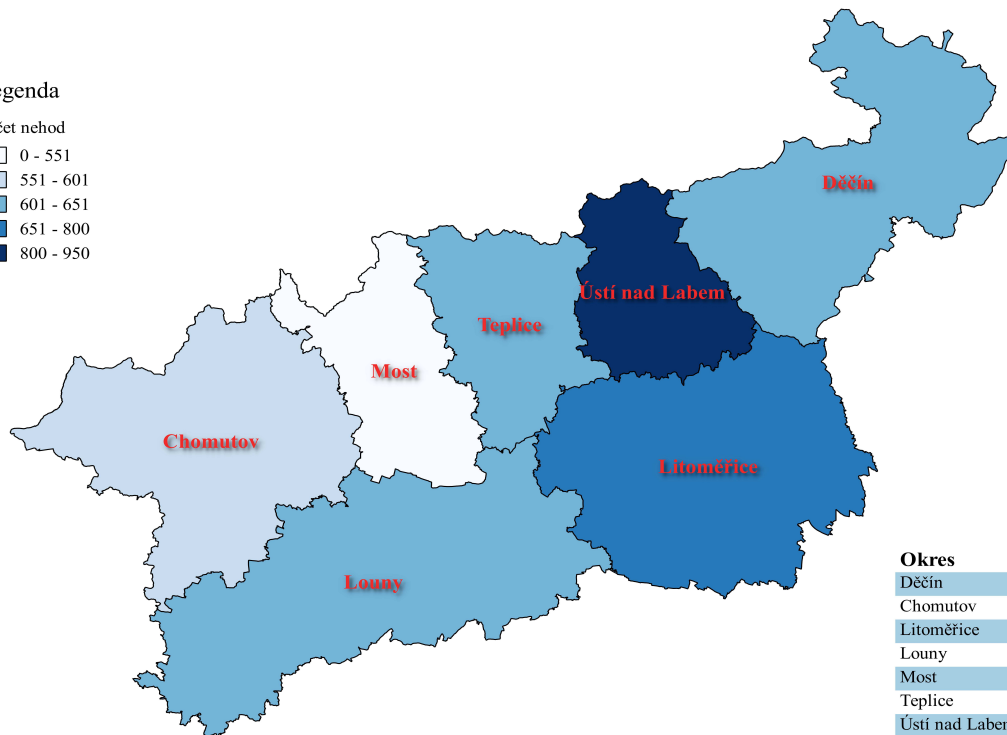 egenda
čet nehod
0 - 551
551 - 601
601 - 651
651 - 800
800 - 950
Děčín
Ústí nad Labem
Teplice
Most
Chomutov
Litoměřice
Louny
Okres
Děčín
Chomutov
Litoměřice
Louny
Most
Teplice
Ústí nad Laben